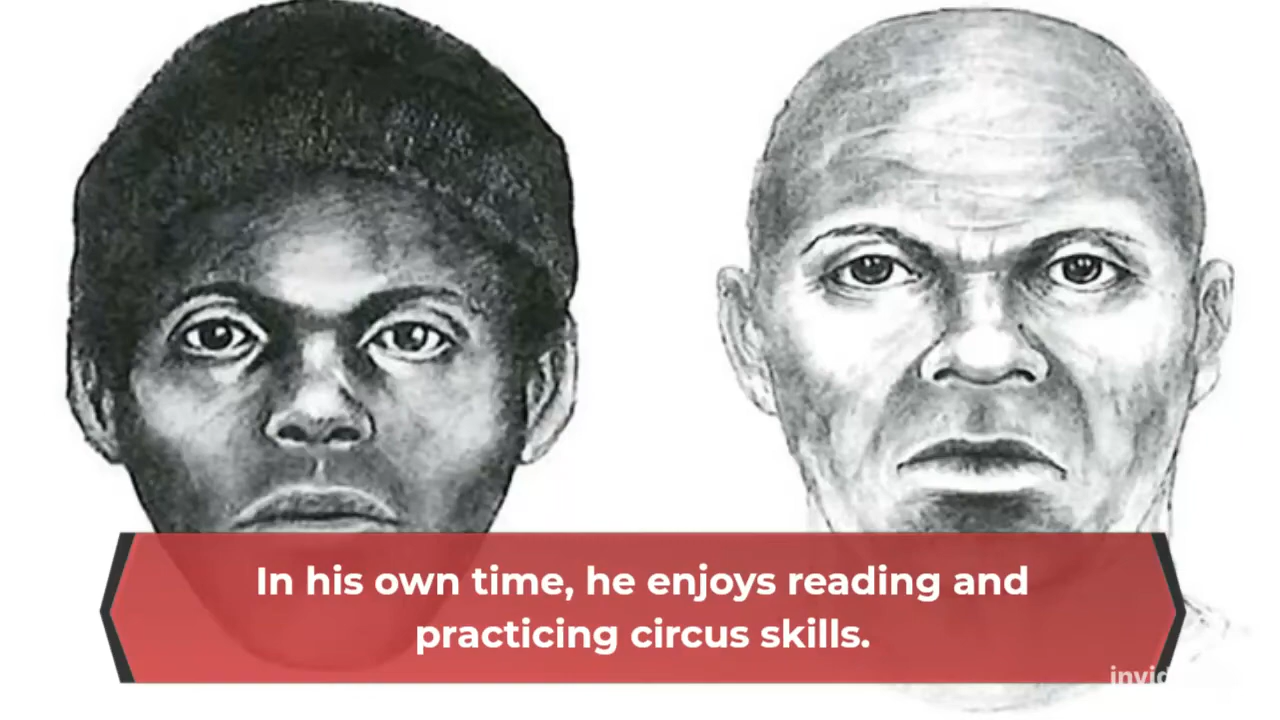 In his own time, he enjoys reading and
practicing circus skills.